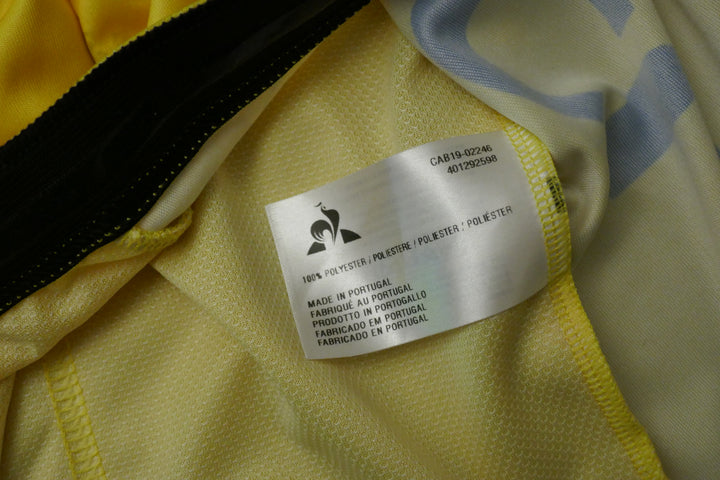 CAB19-02246
401292598
100% POLYESTER / POLIESTERE / POLIESTER / POLIÉSTER
MADE IN PORTUGAL
FABRIQUÉ AU PORTUGAL
PRODOTTO IN PORTOGALLO
FABRICADO EM PORTUGAL
FABRICADO EN PORTUGAL